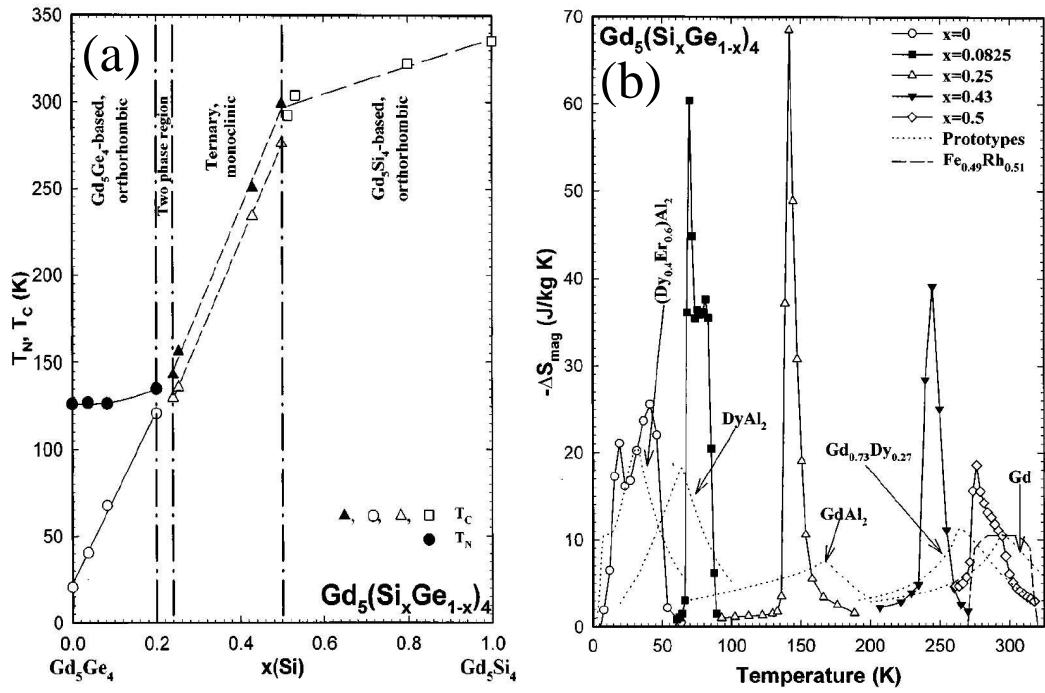 (a)
350
300
250
200
150
100
50
0
T_N, T_C (K)
Gd₅Ge₄-based,
orthorhombic
Two phase region
Ternary,
monoclinic
Gd₅Si₄-based,
orthorhombic
▲, ○, △, □ T_C
● T_N
Gd₅(SiₓGe₁₋ₓ)₄
0.0 0.2 0.4 0.6 0.8 1.0
Gd₅Ge₄ x(Si) Gd₅Si₄
(b)
Gd₅(SiₓGe₁₋ₓ)₄
-70
60
50
40
30
20
10
0
-ΔS_mag (J/kg K)
x=0
x=0.0825
x=0.25
x=0.43
x=0.5
Prototypes
Fe₀.₄₉Rh₀.₅₁
(Dy₀.₄Er₀.₆)Al₂
DyAl₂
GdAl₂
Gd₀.₇₃Dy₀.₂₇
Gd
0 50 100 150 200 250 300
Temperature (K)